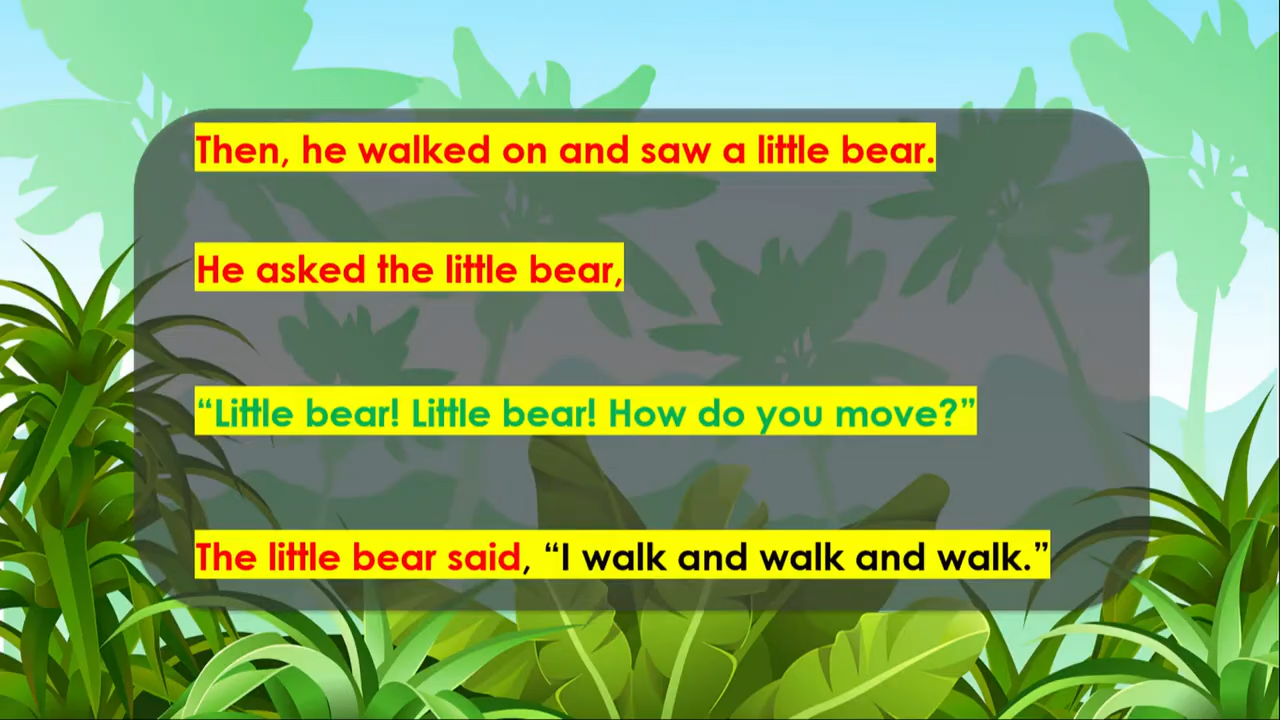 Then, he walked on and saw a little bear.
He asked the little bear,
“Little bear! Little bear! How do you move?”
The little bear said, “I walk and walk and walk.”